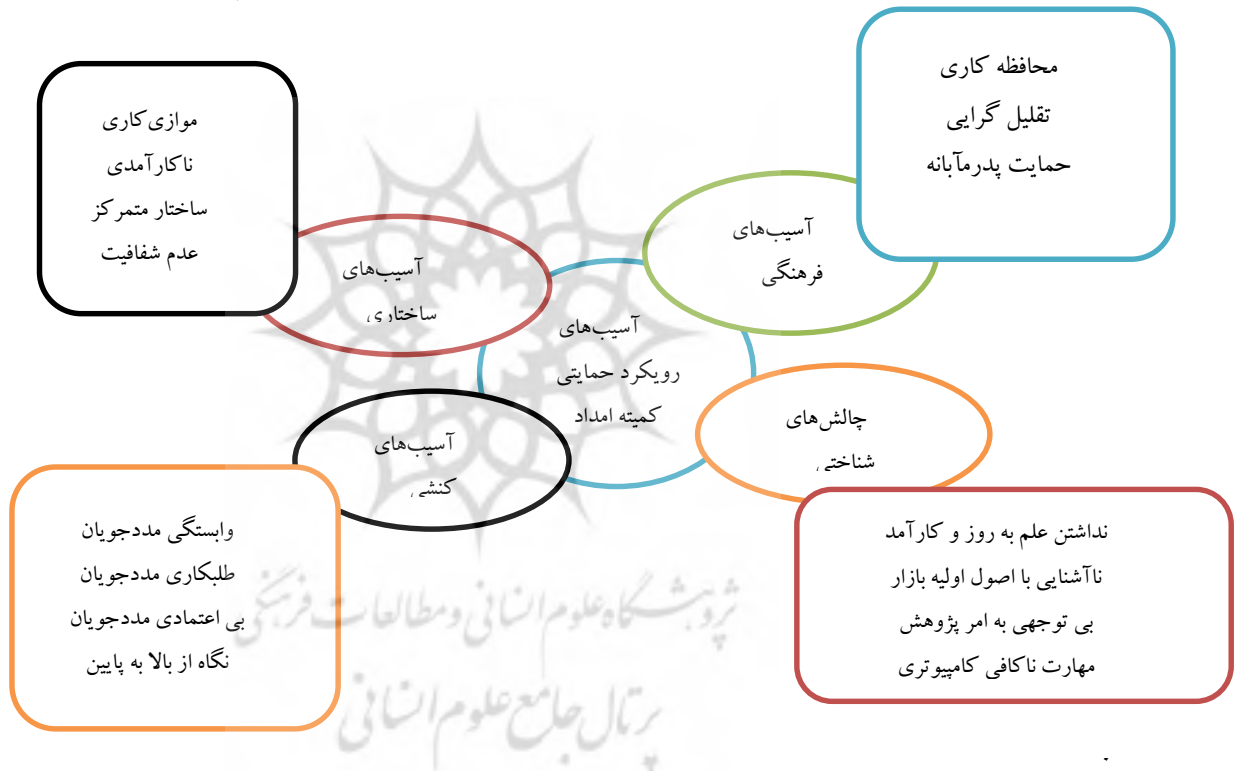 محافظه کاری
تقلیل گرایی
حمایت پدرمآبانه
آسیب‌های
فرهنگی
موازی‌کاری
ناکارآمدی
ساختار متمرکز
عدم شفافیت
آسیب‌های
ساختاری
آسیب‌های
رویکرد حمایتی
کمیته امداد
چالش‌های
شناختی
نداشتن علم به روز و کارآمد
ناآشنایی با اصول اولیه بازار
بی توجهی به امر پژوهش
مهارت ناکافی کامپیوتری
آسیب‌های
کنشی
وابستگی مددجویان
طلبکاری مددجویان
بی اعتمادی مددجویان
نگاه از بالا به پایین
پژوهشگاه علوم انسانی و مطالعات فرهنگی
پرتال جامع علوم انسانی